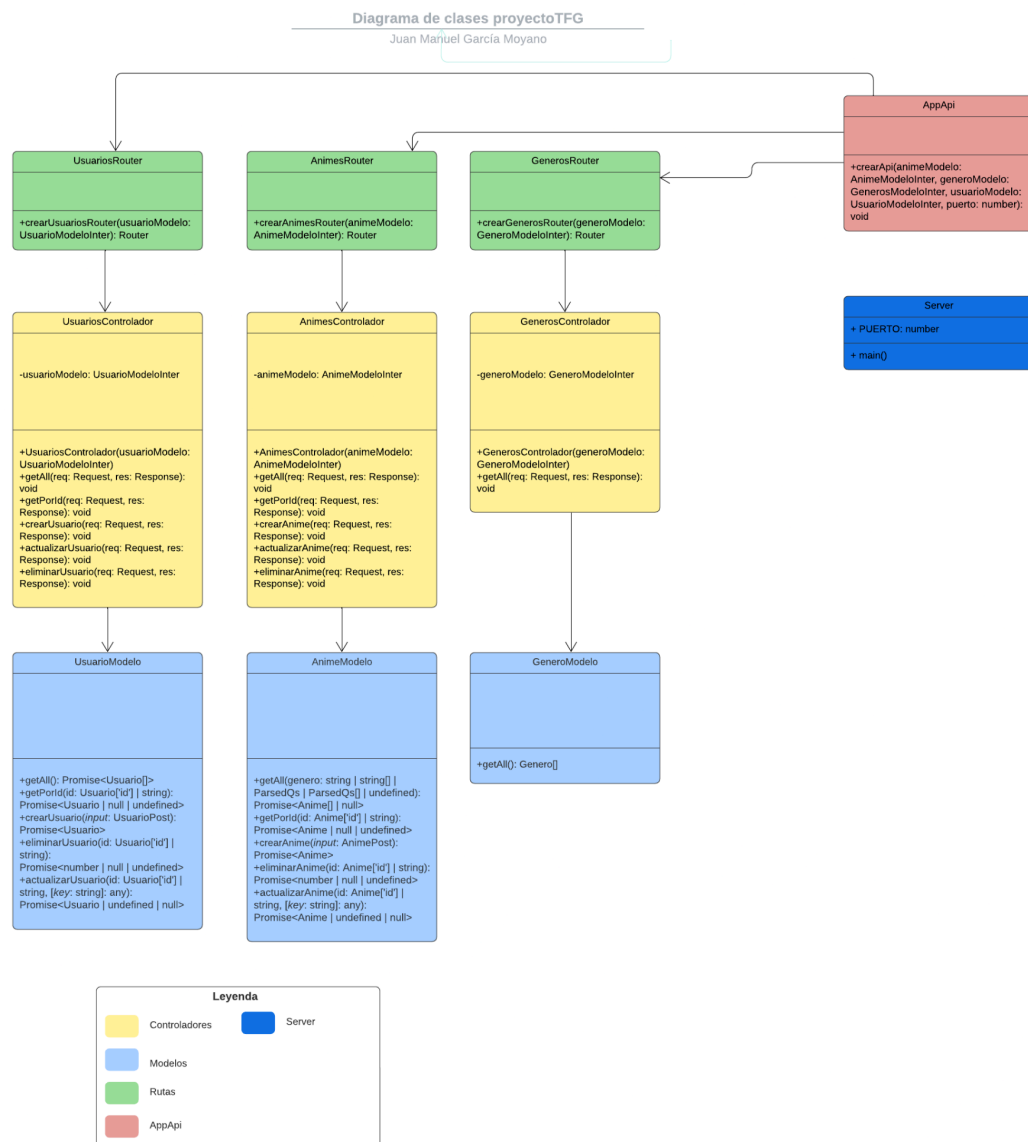 Diagrama de clases proyectoTFG
Juan Manuel García Moyano
AppApi
+crearApi(animeModelo:
AnimeModeloInter, generoModelo:
GenerosModeloInter, usuarioModelo:
UsuarioModeloInter, puerto: number):
void
UsuariosRouter
+crearUsuariosRouter(usuarioModelo:
UsuarioModeloInter): Router
AnimesRouter
+crearAnimesRouter(animeModelo:
AnimeModeloInter): Router
GenerosRouter
+crearGenerosRouter(generoModelo:
GeneroModeloInter): Router
Server
+ PUERTO: number
+ main()
UsuariosControlador
-usuarioModelo: UsuarioModeloInter
+UsuariosControlador(usuarioModelo:
UsuarioModeloInter)
+getAll(req: Request, res: Response):
void
+getPorId(req: Request, res:
Response): void
+crearUsuario(req: Request, res:
Response): void
+actualizarUsuario(req: Request, res:
Response): void
+eliminarUsuario(req: Request, res:
Response): void
AnimesControlador
-animeModelo: AnimeModeloInter
+AnimesControlador(animeModelo:
AnimeModeloInter)
+getAll(req: Request, res: Response):
void
+getPorId(req: Request, res:
Response): void
+crearAnime(req: Request, res:
Response): void
+actualizarAnime(req: Request, res:
Response): void
+eliminarAnime(req: Request, res:
Response): void
GenerosControlador
-generoModelo: GeneroModeloInter
+GenerosControlador(generoModelo:
GeneroModeloInter)
+getAll(req: Request, res: Response):
void
UsuarioModelo
+getAll(): Promise<Usuario[]>
+getPorId(id: Usuario['id'] | string):
Promise<Usuario | null | undefined>
+crearUsuario(input: UsuarioPost):
Promise<Usuario>
+eliminarUsuario(id: Usuario['id'] |
string):
Promise<number | null | undefined>
+actualizarUsuario(id: Usuario['id'] |
string, [key: string]: any):
Promise<Usuario | undefined | null>
AnimeModelo
+getAll(genero: string | string[] |
ParsedQs | ParsedQs[] | undefined):
Promise<Anime[] | null>
+getPorId(id: Anime['id'] | string):
Promise<Anime | null | undefined>
+crearAnime(input: AnimePost):
Promise<Anime>
+eliminarAnime(id: Anime['id'] | string):
Promise<number | null | undefined>
+actualizarAnime(id: Anime['id'] |
string, [key: string]: any):
Promise<Anime | undefined | null>
GeneroModelo
+getAll(): Genero[]
Leyenda
Controladores
Server
Modelos
Rutas
AppApi